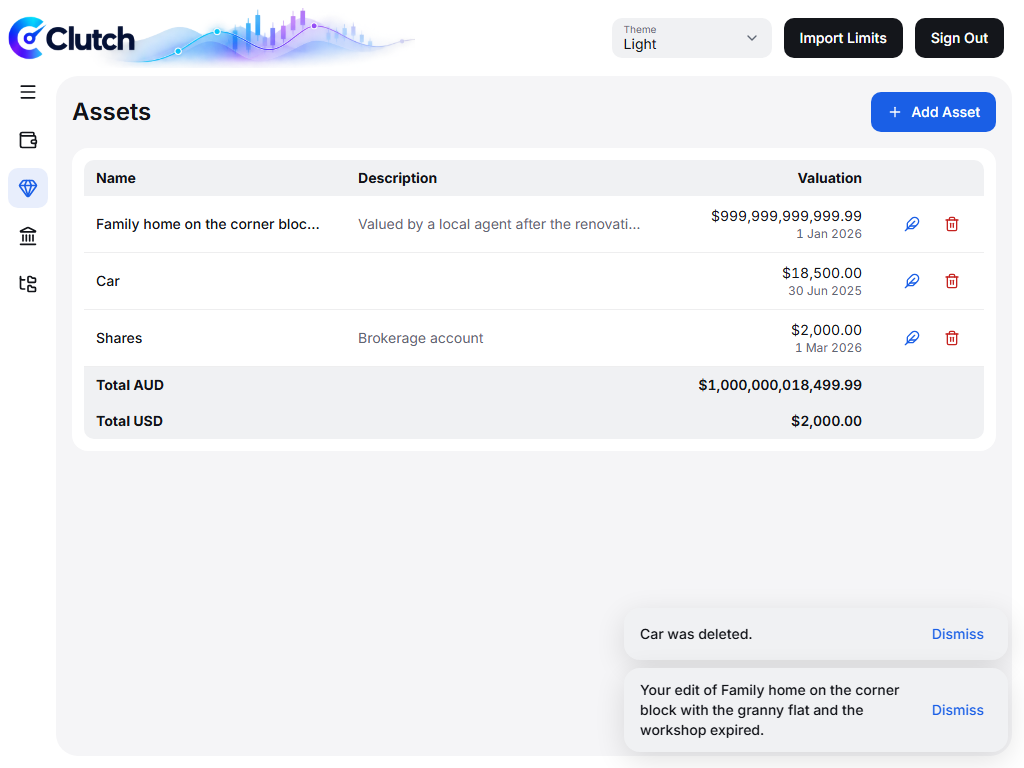 Clutch
Theme
Light
Import Limits
Sign Out
Assets
+ Add Asset
Name Description Valuation
Family home on the corner bloc... Valued by a local agent after the renovati... $999,999,999,999.99
1 Jan 2026
Car $18,500.00
30 Jun 2025
Shares Brokerage account $2,000.00
1 Mar 2026
Total AUD $1,000,000,018,499.99
Total USD $2,000.00
Car was deleted. Dismiss
Your edit of Family home on the corner
block with the granny flat and the Dismiss
workshop expired.